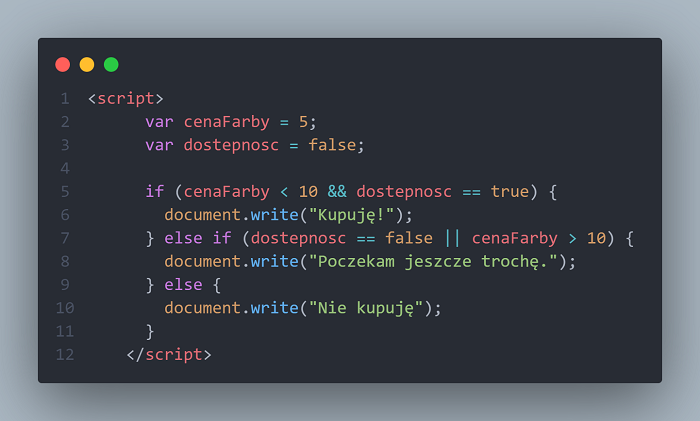 1 <script>
2 var cenaFarby = 5;
3 var dostepnosc = false;
4
5 if (cenaFarby < 10 && dostepnosc == true) {
6 document.write("Kupuję!");
7 } else if (dostepnosc == false || cenaFarby > 10) {
8 document.write("Poczekam jeszcze trochę.");
9 } else {
10 document.write("Nie kupuję");
11 }
12 </script>